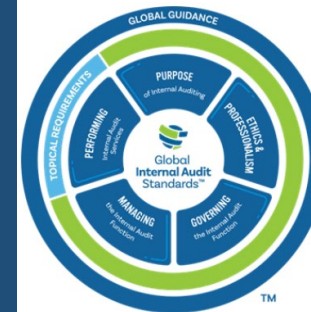 GLOBAL GUIDANCE
TOPICAL REQUIREMENTS
PURPOSE
of Internal Auditing
ETHICS &
PROFESSIONALISM
GOVERNING
the Internal Audit
Function
MANAGING
the Internal Audit
Function
PERFORMING
Internal Audit
Services
Global
Internal Audit
Standards™
TM